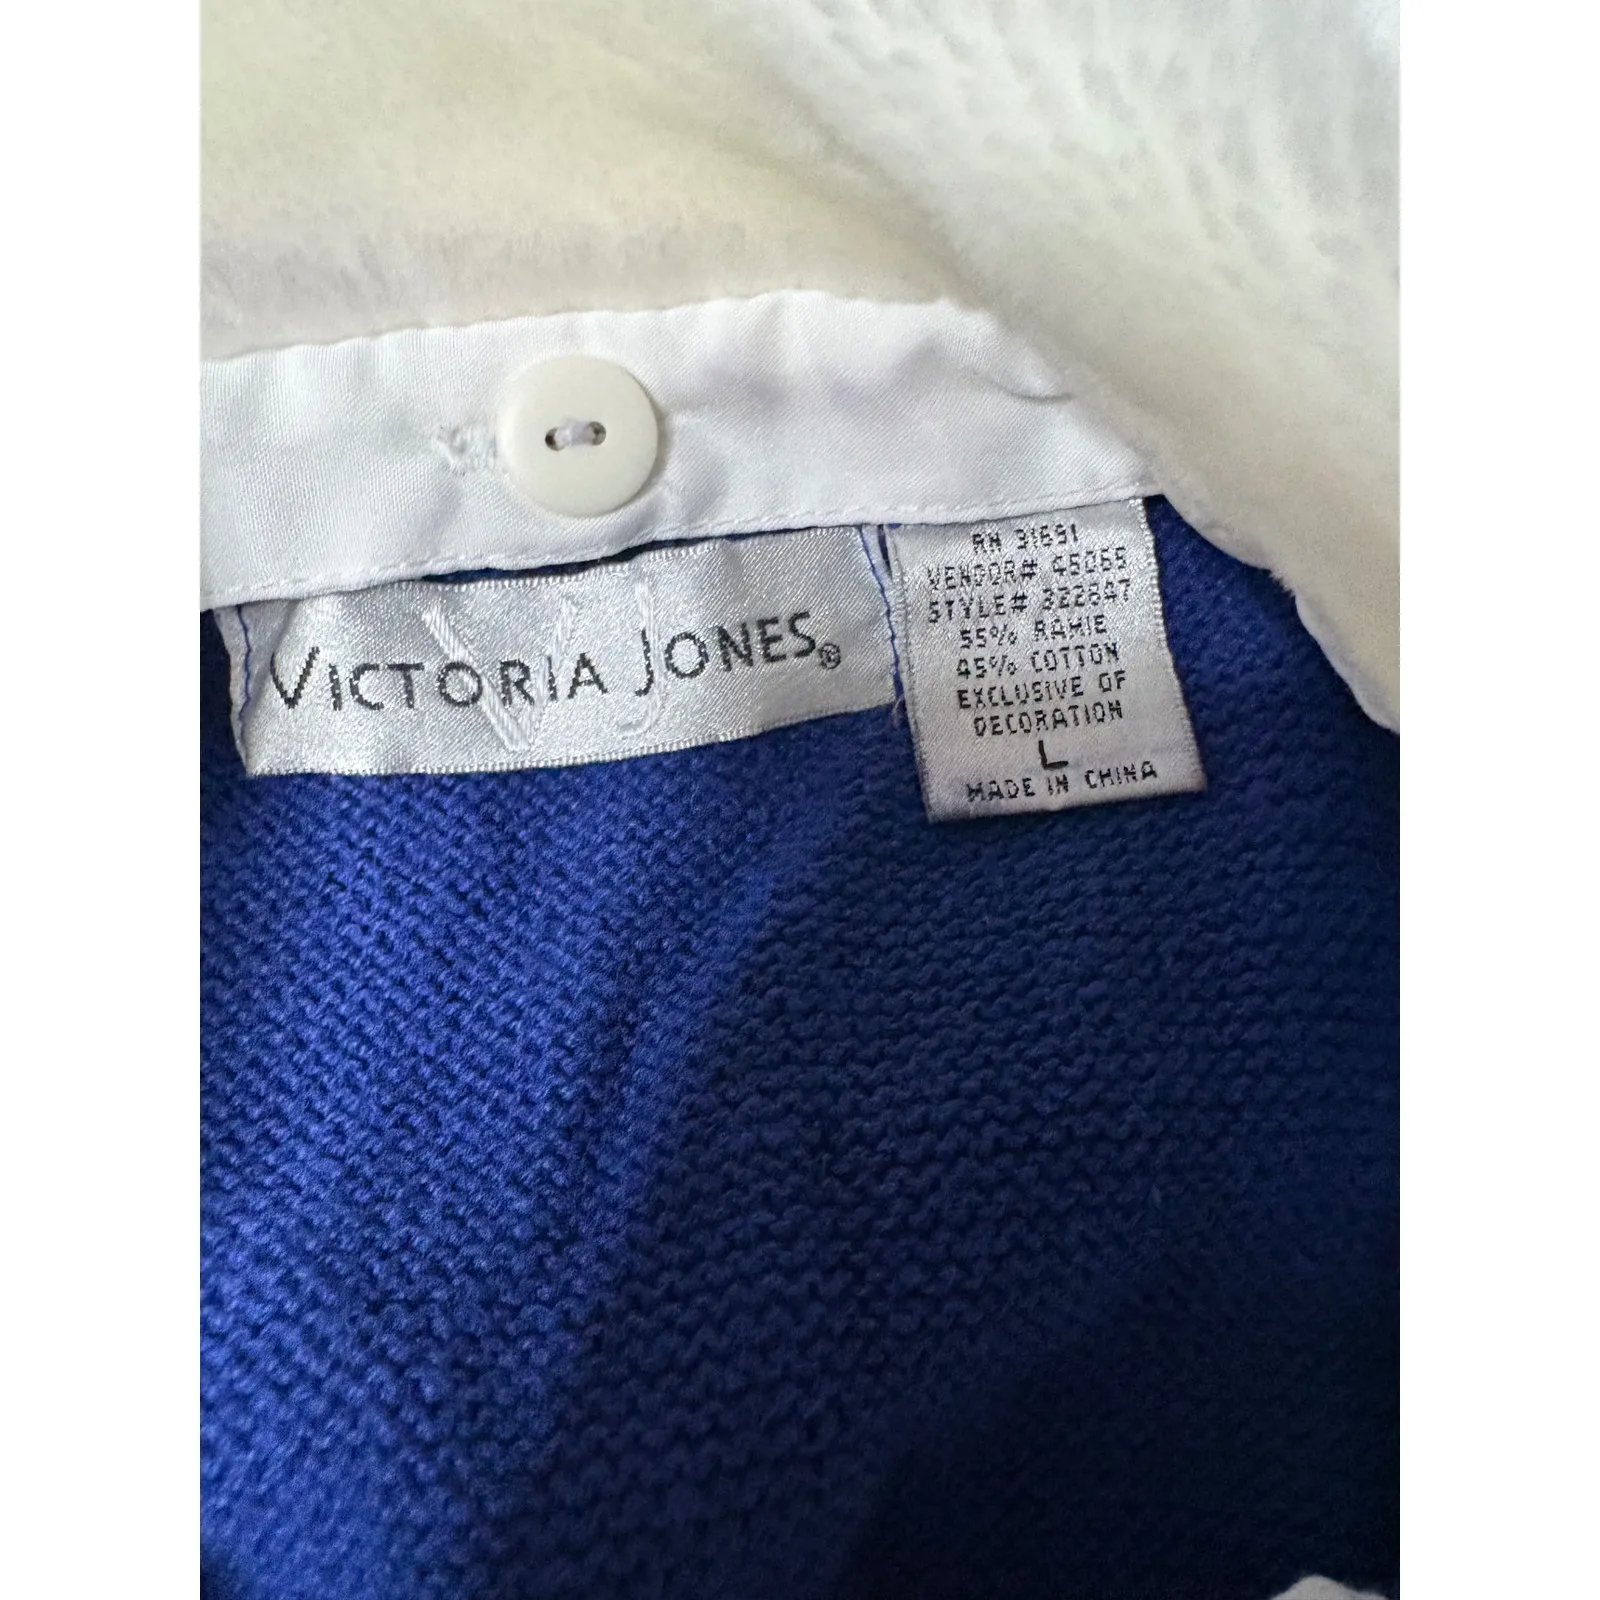 VICTORIA JONES®
RN 31691
VENDOR# 45065
STYLE# 322847
55% RAMIE
45% COTTON
EXCLUSIVE OF
DECORATION
L
MADE IN CHINA